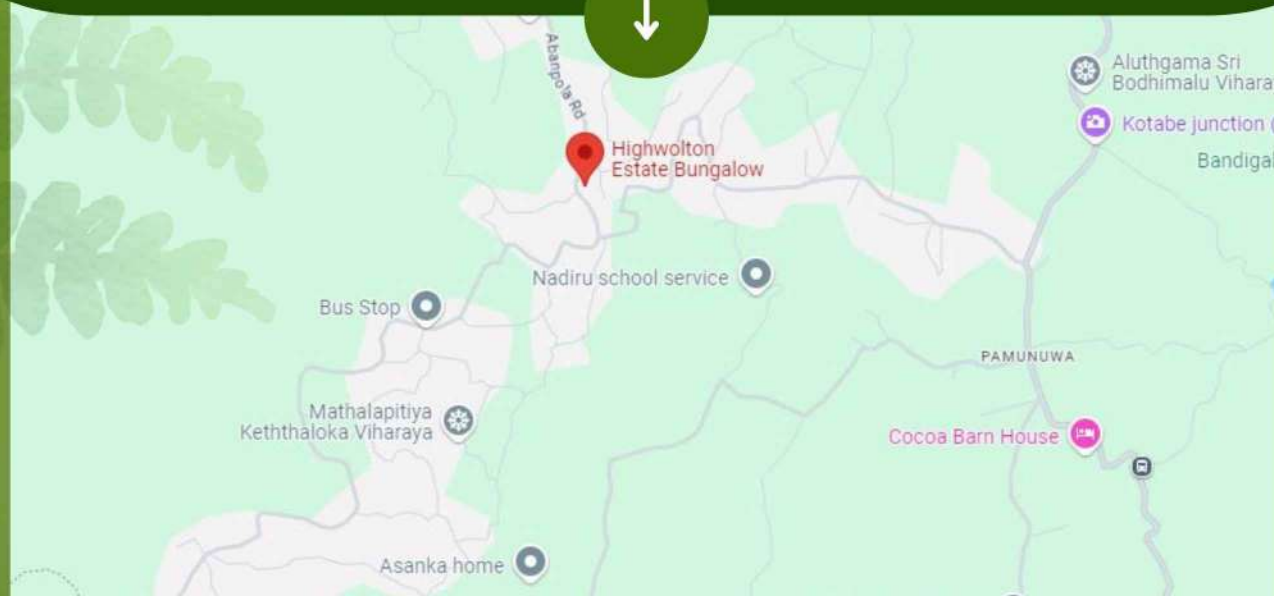 Abanpola Rd
Aluthgama Sri
Bodhimalu Vihara
Kotabe junction (
Bandigal
Highwolton
Estate Bungalow
Nadiru school service
Bus Stop
PAMUNUWA
Mathalapitiya
Keththaloka Viharaya
Cocoa Barn House
Asanka home